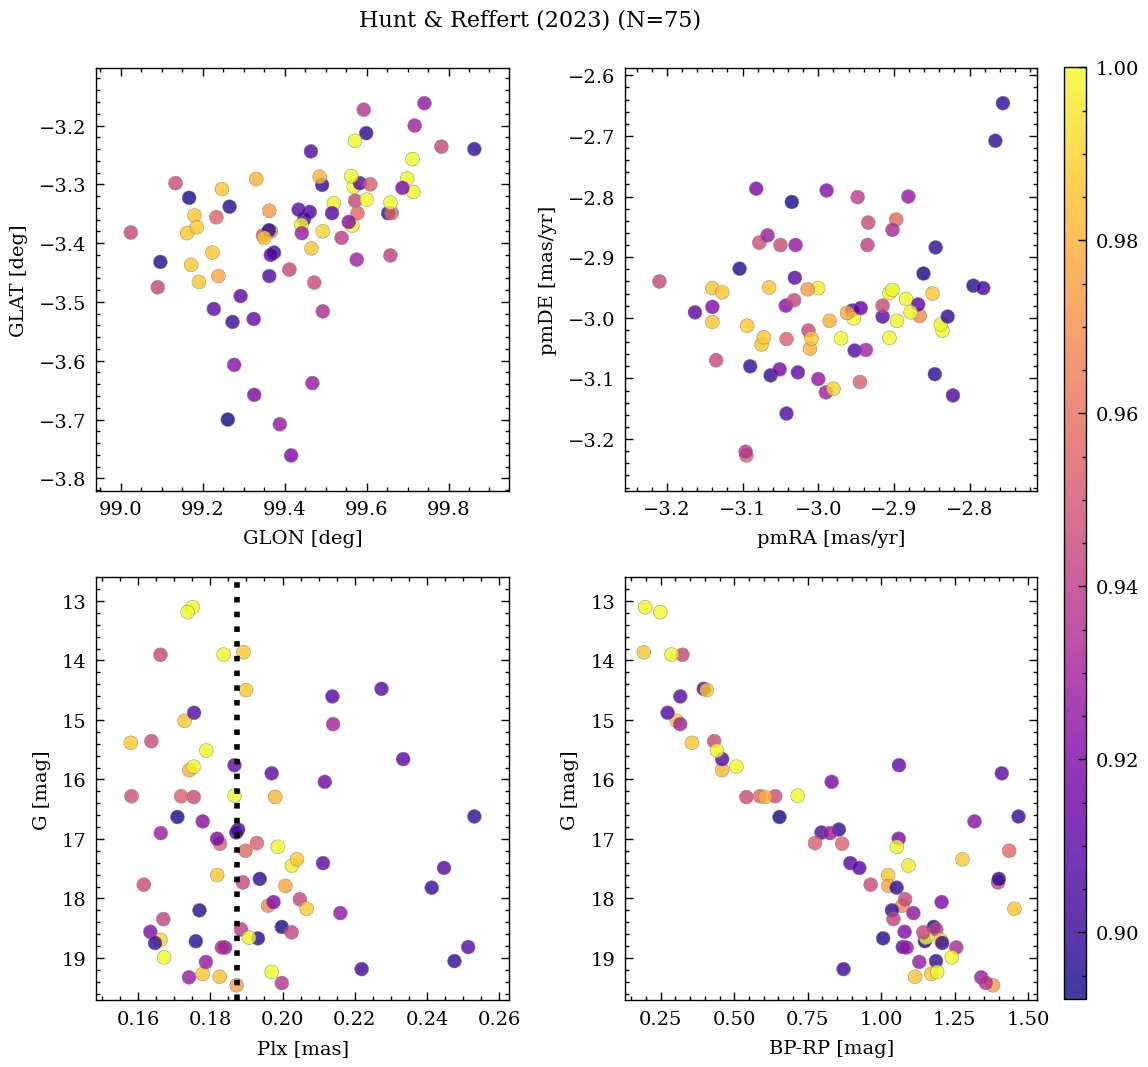 Hunt & Reffert (2023) (N=75)
−3.2
−3.3
−3.4
−3.5
−3.6
−3.7
−3.8
GLAT [deg]
99.0 99.2 99.4 99.6 99.8
GLON [deg]
−2.6
−2.7
−2.8
−2.9
−3.0
−3.1
−3.2
pmDE [mas/yr]
−3.2 −3.1 −3.0 −2.9 −2.8
pmRA [mas/yr]
13
14
15
16
17
18
19
G [mag]
0.16 0.18 0.20 0.22 0.24 0.26
Plx [mas]
13
14
15
16
17
18
19
G [mag]
0.25 0.50 0.75 1.00 1.25 1.50
BP-RP [mag]
1.00
0.98
0.96
0.94
0.92
0.90